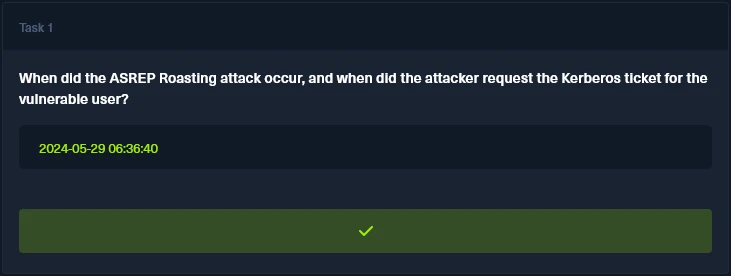 Task 1
When did the ASREP Roasting attack occur, and when did the attacker request the Kerberos ticket for the
vulnerable user?
2024-05-29 06:36:40